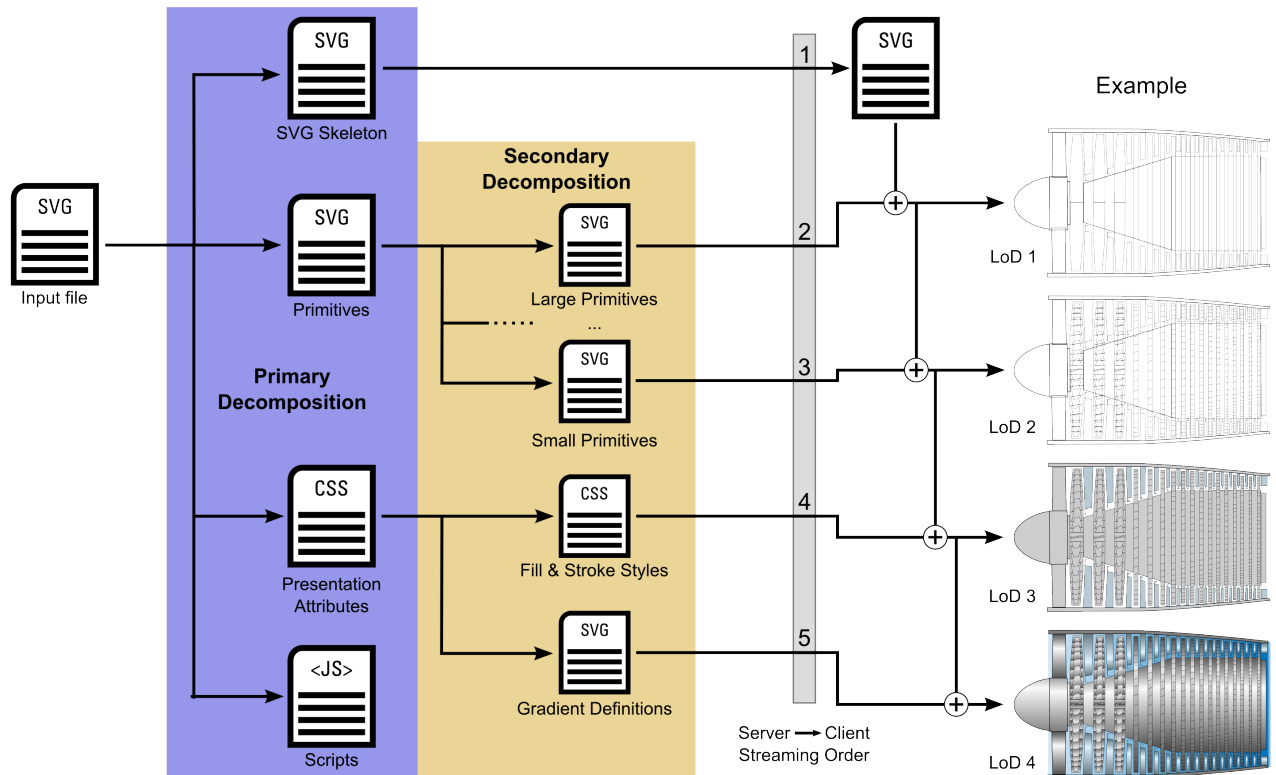 SVG
SVG Skeleton
1
SVG
Example
Secondary
Decomposition
SVG
Input file
SVG
Primitives
SVG
Large Primitives
2
LoD 1
...
SVG
Small Primitives
3
LoD 2
Primary
Decomposition
CSS
Presentation
Attributes
CSS
Fill & Stroke Styles
4
LoD 3
<JS>
Scripts
SVG
Gradient Definitions
5
Server Client
Streaming Order
LoD 4